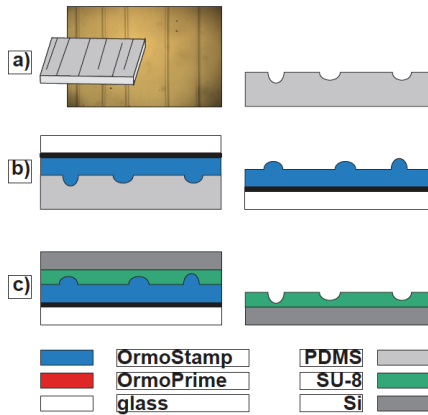 a)
b)
c)
OrmoStamp PDMS
OrmoPrime SU-8
glass Si